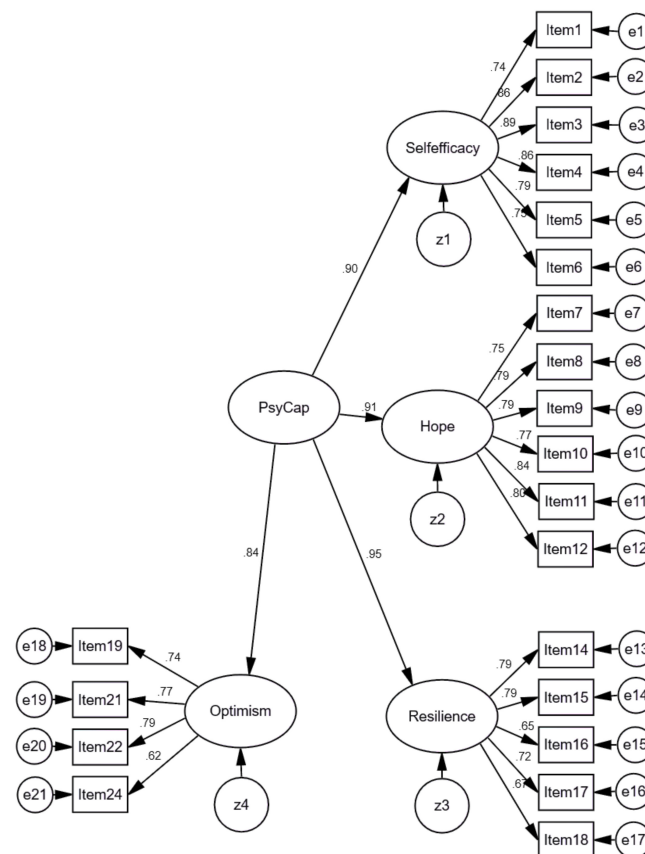 Item1
e1
.74
Item2
e2
.86
Item3
e3
.89
Selfefficacy
Item4
e4
.86
Item5
e5
.79
z1
Item6
e6
.90
Item7
e7
.75
Item8
e8
.79
PsyCap
.91
Item9
e9
.79
Hope
Item10
e10
.77
Item11
e11
.84
z2
.80
Item12
e12
.84
.95
e18
Item19
.74
Item14
e13
.79
e19
Item21
.77
Item15
e14
.79
Optimism
Resilience
e20
Item22
.79
Item16
e15
.65
e21
Item24
.62
Item17
e16
.72
z4
z3
.67
Item18
e17